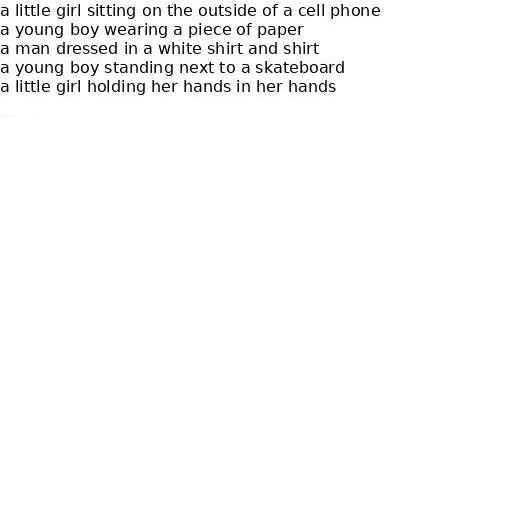 a little girl sitting on the outside of a cell phone
a young boy wearing a piece of paper
a man dressed in a white shirt and shirt
a young boy standing next to a skateboard
a little girl holding her hands in her hands